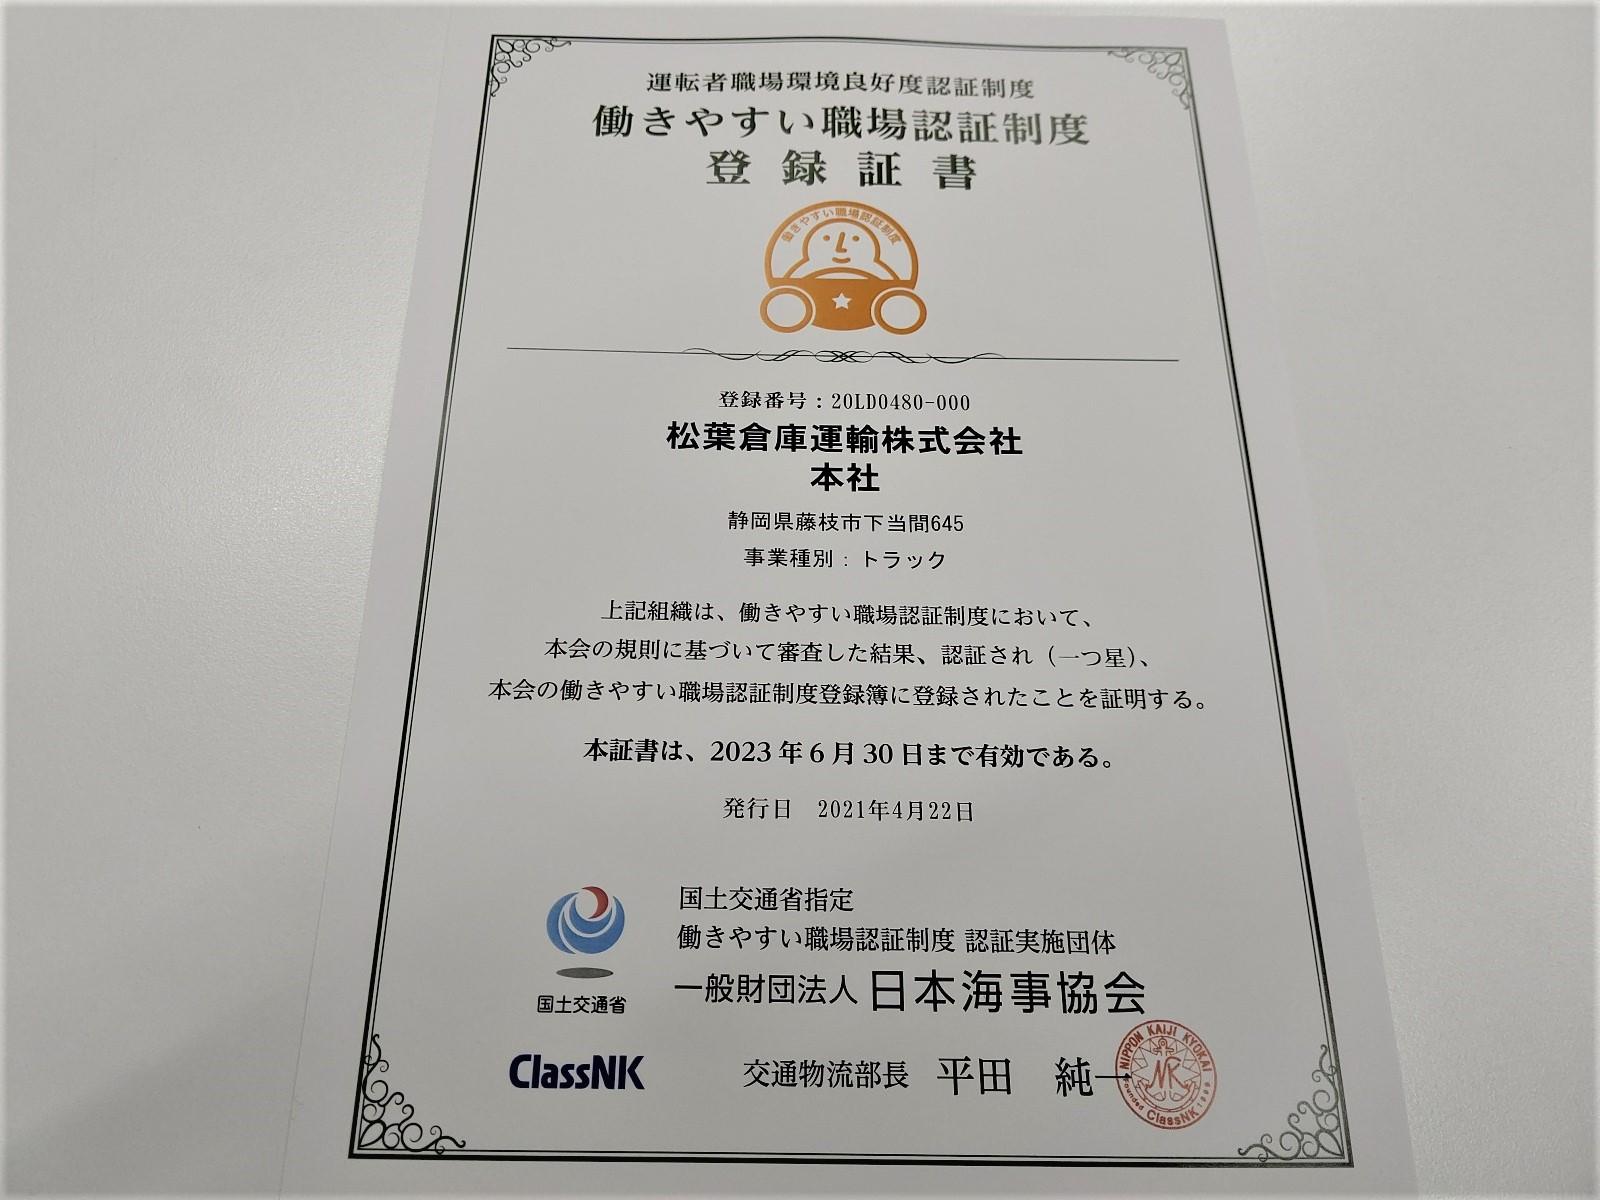 運転者職場環境良好度認証制度
働きやすい職場認証制度
登録証書
働きやすい職場認証制度
登録番号：20LD0480-000
松葉倉庫運輸株式会社
本社
静岡県藤枝市下当間645
事業種別：トラック
上記組織は、働きやすい職場認証制度において、
本会の規則に基づいて審査した結果、認証され（一つ星）、
本会の働きやすい職場認証制度登録簿に登録されたことを証明する。
本証書は、2023年6月30日まで有効である。
発行日　2021年4月22日
国土交通省指定
働きやすい職場認証制度 認証実施団体
一般財団法人 日本海事協会
国土交通省
ClassNK
交通物流部長　平田　純一
NIPPON KAIJI KYOKAI
NK
Founded ClassNK 1899